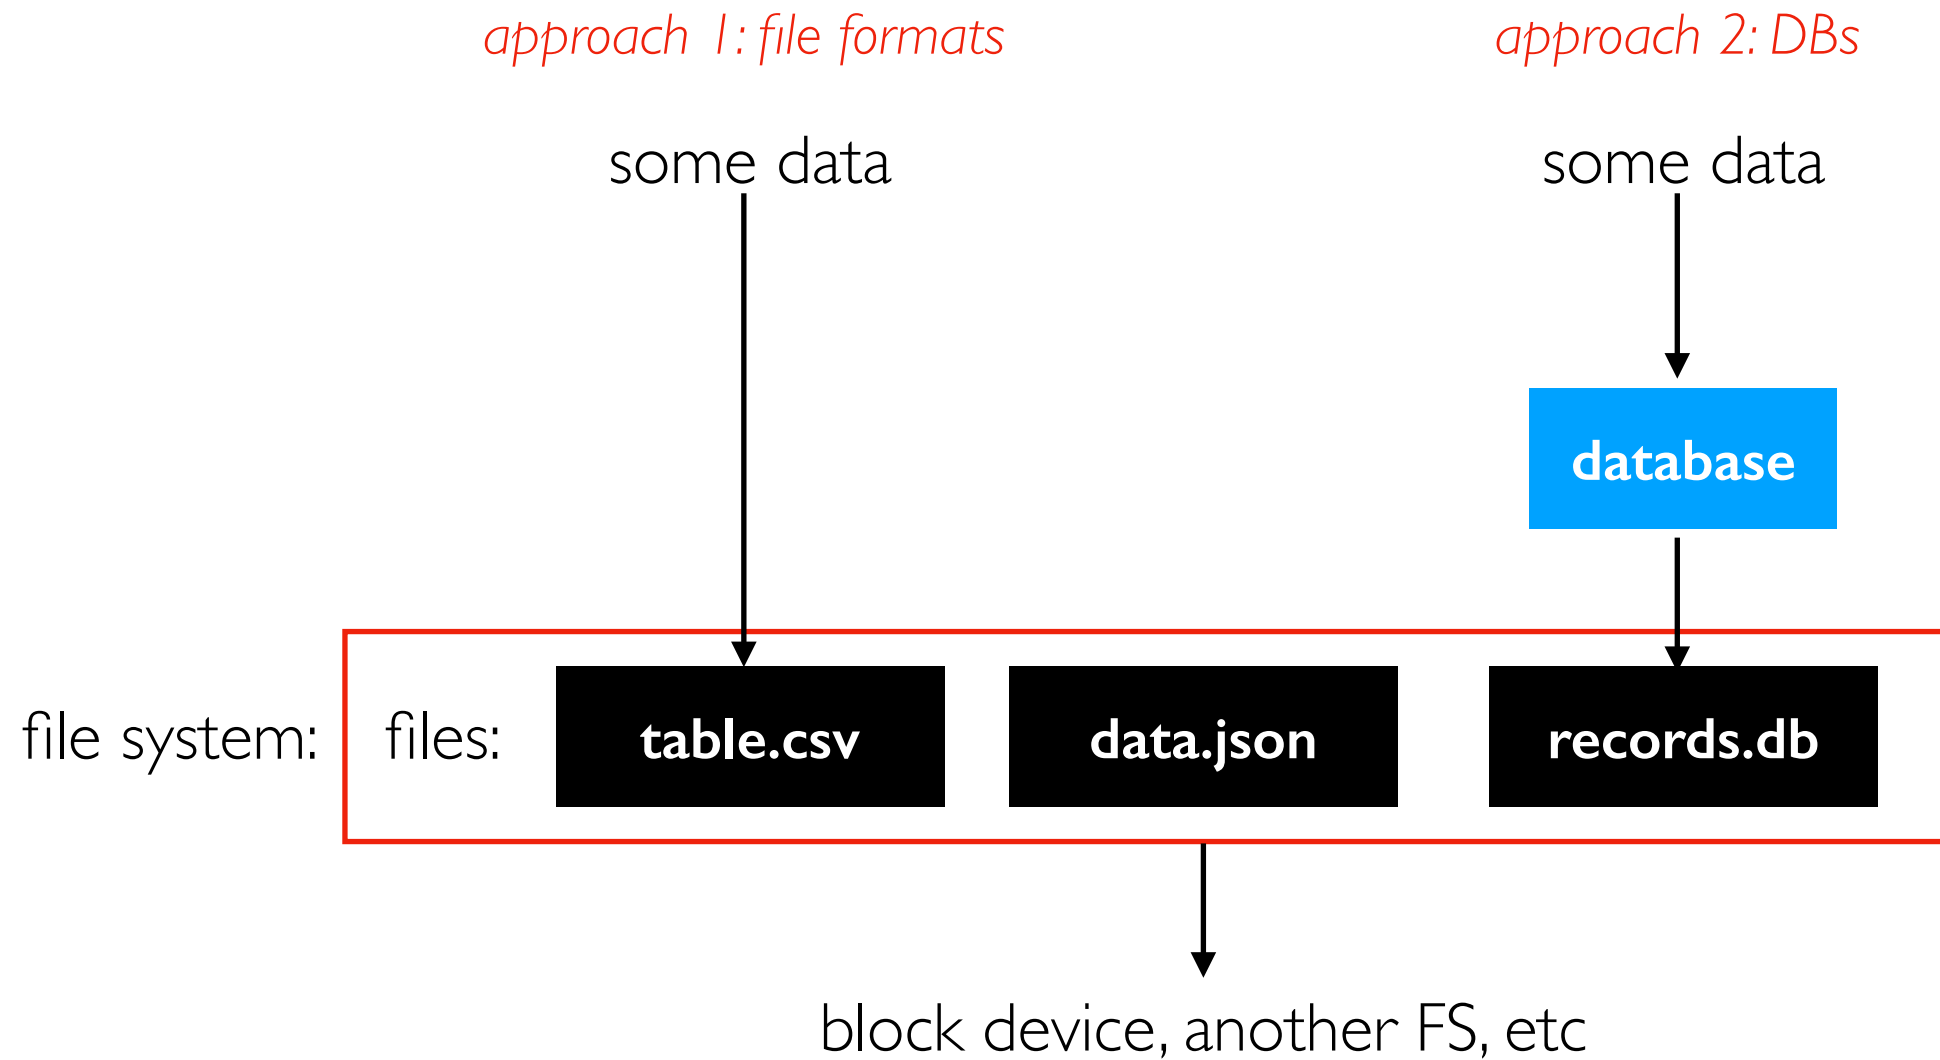 approach 1: file formats
approach 2: DBs
some data
some data
database
file system:
files:
table.csv
data.json
records.db
block device, another FS, etc